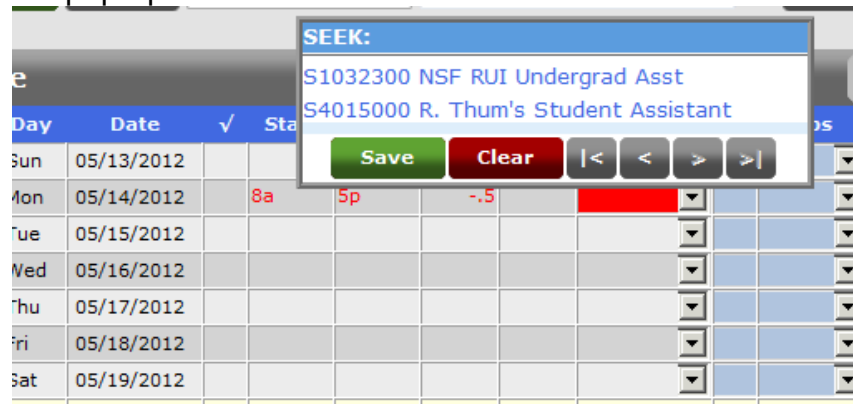 SEEK:
S1032300 NSF RUI Undergrad Asst
S4015000 R. Thum's Student Assistant
Save Clear |< < > >|
e
Day Date √ Sta os
Sun 05/13/2012
Mon 05/14/2012 8a 5p -.5
Tue 05/15/2012
Wed 05/16/2012
Thu 05/17/2012
Fri 05/18/2012
Sat 05/19/2012